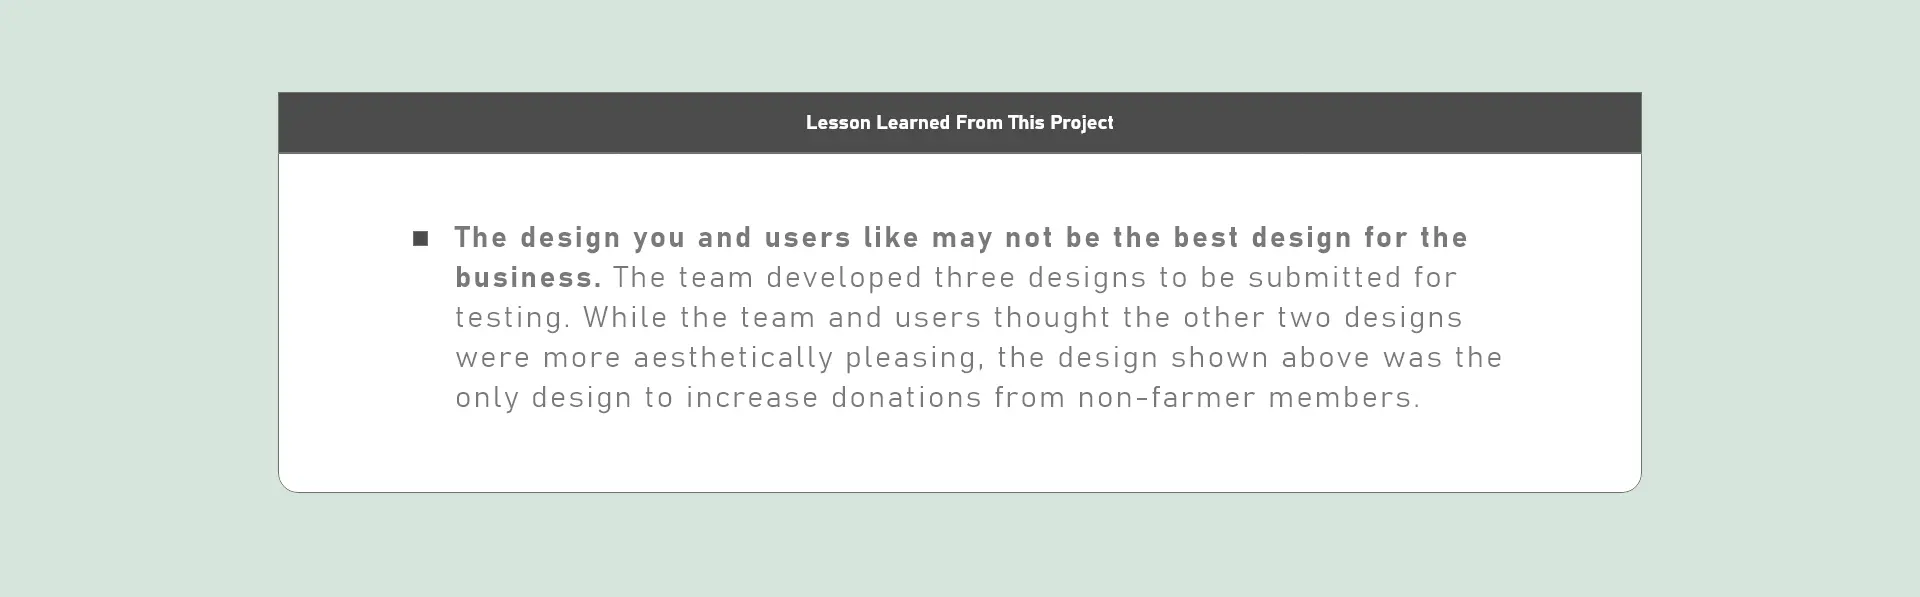 Lesson Learned From This Project
The design you and users like may not be the best design for the
business. The team developed three designs to be submitted for
testing. While the team and users thought the other two designs
were more aesthetically pleasing, the design shown above was the
only design to increase donations from non-farmer members.